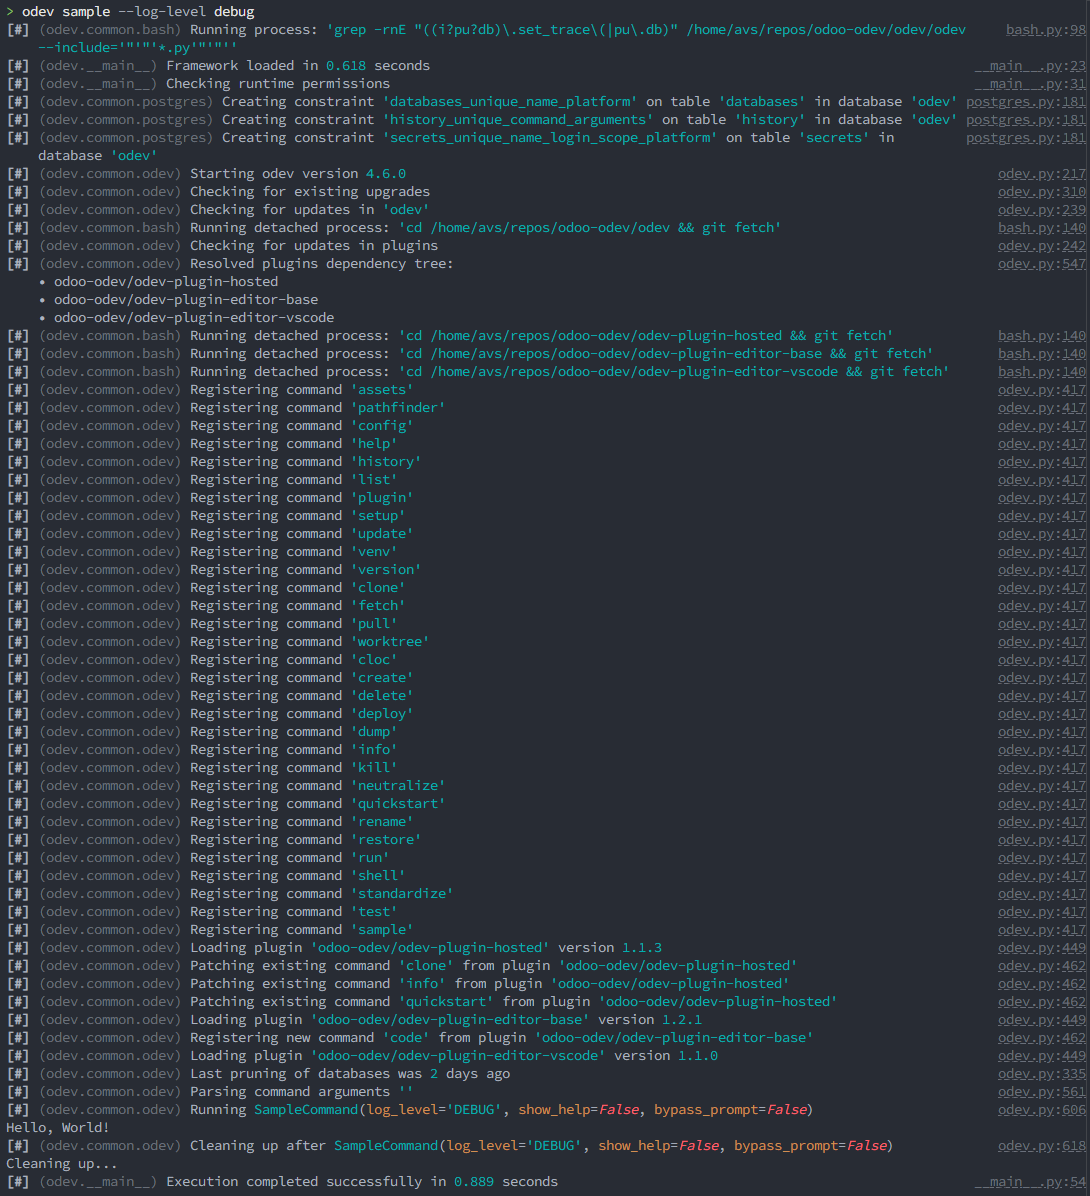 > odev sample --log-level debug
[#] (odev.common.bash) Running process: 'grep -rnE "((i?pu?db)\.set_trace\(|pu\.db)" /home/avs/repos/odoo-odev/odev/odev bash.py:98
--include='"'"'*.py'"'"''
[#] (odev.__main__) Framework loaded in 0.618 seconds __main__.py:23
[#] (odev.__main__) Checking runtime permissions __main__.py:31
[#] (odev.common.postgres) Creating constraint 'databases_unique_name_platform' on table 'databases' in database 'odev' postgres.py:181
[#] (odev.common.postgres) Creating constraint 'history_unique_command_arguments' on table 'history' in database 'odev' postgres.py:181
[#] (odev.common.postgres) Creating constraint 'secrets_unique_name_login_scope_platform' on table 'secrets' in postgres.py:181
database 'odev'
[#] (odev.common.odev) Starting odev version 4.6.0 odev.py:217
[#] (odev.common.odev) Checking for existing upgrades odev.py:310
[#] (odev.common.odev) Checking for updates in 'odev' odev.py:239
[#] (odev.common.bash) Running detached process: 'cd /home/avs/repos/odoo-odev/odev && git fetch' bash.py:140
[#] (odev.common.odev) Checking for updates in plugins odev.py:242
[#] (odev.common.odev) Resolved plugins dependency tree: odev.py:547
• odoo-odev/odev-plugin-hosted
• odoo-odev/odev-plugin-editor-base
• odoo-odev/odev-plugin-editor-vscode
[#] (odev.common.bash) Running detached process: 'cd /home/avs/repos/odoo-odev/odev-plugin-hosted && git fetch' bash.py:140
[#] (odev.common.bash) Running detached process: 'cd /home/avs/repos/odoo-odev/odev-plugin-editor-base && git fetch' bash.py:140
[#] (odev.common.bash) Running detached process: 'cd /home/avs/repos/odoo-odev/odev-plugin-editor-vscode && git fetch' bash.py:140
[#] (odev.common.odev) Registering command 'assets' odev.py:417
[#] (odev.common.odev) Registering command 'pathfinder' odev.py:417
[#] (odev.common.odev) Registering command 'config' odev.py:417
[#] (odev.common.odev) Registering command 'help' odev.py:417
[#] (odev.common.odev) Registering command 'history' odev.py:417
[#] (odev.common.odev) Registering command 'list' odev.py:417
[#] (odev.common.odev) Registering command 'plugin' odev.py:417
[#] (odev.common.odev) Registering command 'setup' odev.py:417
[#] (odev.common.odev) Registering command 'update' odev.py:417
[#] (odev.common.odev) Registering command 'venv' odev.py:417
[#] (odev.common.odev) Registering command 'version' odev.py:417
[#] (odev.common.odev) Registering command 'clone' odev.py:417
[#] (odev.common.odev) Registering command 'fetch' odev.py:417
[#] (odev.common.odev) Registering command 'pull' odev.py:417
[#] (odev.common.odev) Registering command 'worktree' odev.py:417
[#] (odev.common.odev) Registering command 'cloc' odev.py:417
[#] (odev.common.odev) Registering command 'create' odev.py:417
[#] (odev.common.odev) Registering command 'delete' odev.py:417
[#] (odev.common.odev) Registering command 'deploy' odev.py:417
[#] (odev.common.odev) Registering command 'dump' odev.py:417
[#] (odev.common.odev) Registering command 'info' odev.py:417
[#] (odev.common.odev) Registering command 'kill' odev.py:417
[#] (odev.common.odev) Registering command 'neutralize' odev.py:417
[#] (odev.common.odev) Registering command 'quickstart' odev.py:417
[#] (odev.common.odev) Registering command 'rename' odev.py:417
[#] (odev.common.odev) Registering command 'restore' odev.py:417
[#] (odev.common.odev) Registering command 'run' odev.py:417
[#] (odev.common.odev) Registering command 'shell' odev.py:417
[#] (odev.common.odev) Registering command 'standardize' odev.py:417
[#] (odev.common.odev) Registering command 'test' odev.py:417
[#] (odev.common.odev) Registering command 'sample' odev.py:417
[#] (odev.common.odev) Loading plugin 'odoo-odev/odev-plugin-hosted' version 1.1.3 odev.py:449
[#] (odev.common.odev) Patching existing command 'clone' from plugin 'odoo-odev/odev-plugin-hosted' odev.py:462
[#] (odev.common.odev) Patching existing command 'info' from plugin 'odoo-odev/odev-plugin-hosted' odev.py:462
[#] (odev.common.odev) Patching existing command 'quickstart' from plugin 'odoo-odev/odev-plugin-hosted' odev.py:462
[#] (odev.common.odev) Loading plugin 'odoo-odev/odev-plugin-editor-base' version 1.2.1 odev.py:449
[#] (odev.common.odev) Registering new command 'code' from plugin 'odoo-odev/odev-plugin-editor-base' odev.py:462
[#] (odev.common.odev) Loading plugin 'odoo-odev/odev-plugin-editor-vscode' version 1.1.0 odev.py:449
[#] (odev.common.odev) Last pruning of databases was 2 days ago odev.py:335
[#] (odev.common.odev) Parsing command arguments '' odev.py:561
[#] (odev.common.odev) Running SampleCommand(log_level='DEBUG', show_help=False, bypass_prompt=False) odev.py:606
Hello, World!
[#] (odev.common.odev) Cleaning up after SampleCommand(log_level='DEBUG', show_help=False, bypass_prompt=False) odev.py:618
Cleaning up...
[#] (odev.__main__) Execution completed successfully in 0.889 seconds __main__.py:54